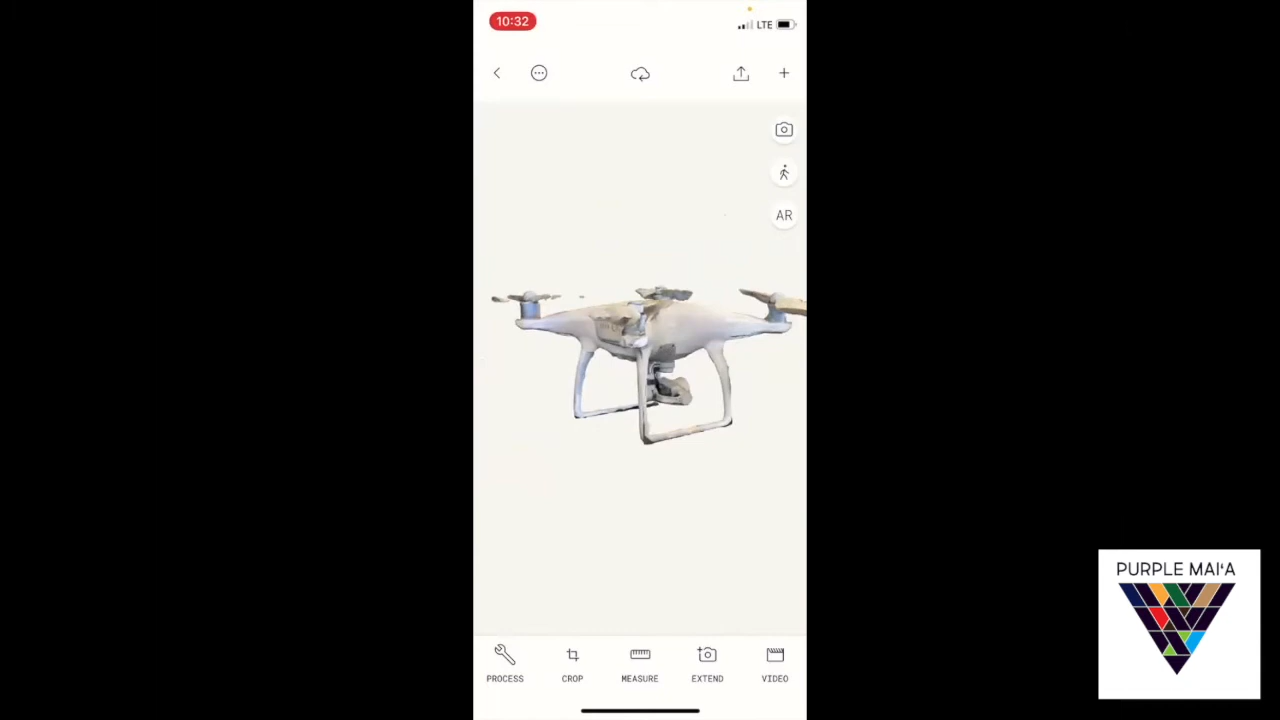 10:32
LTE
AR
PROCESS
CROP
MEASURE
EXTEND
VIDEO
PURPLE MAIʻA